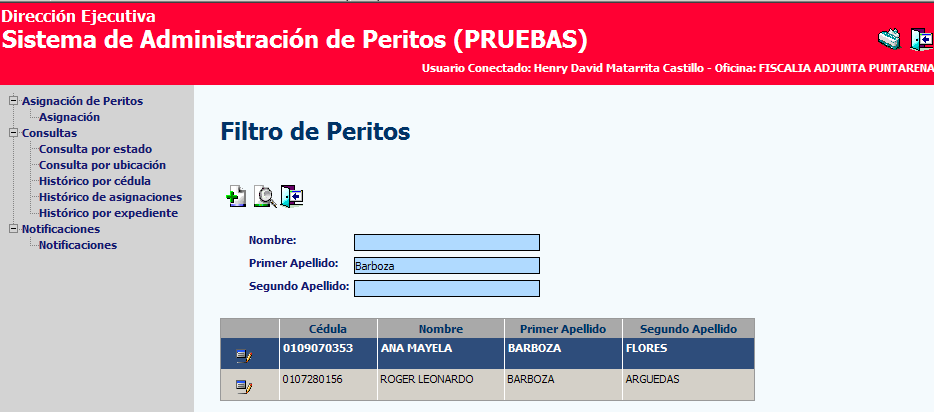 Dirección Ejecutiva
Sistema de Administración de Peritos (PRUEBAS)
Usuario Conectado: Henry David Matarrita Castillo - Oficina: FISCALIA ADJUNTA PUNTARENA
Asignación de Peritos
Asignación
Consultas
Consulta por estado
Consulta por ubicación
Histórico por cédula
Histórico de asignaciones
Histórico por expediente
Notificaciones
Notificaciones
Filtro de Peritos
Nombre:
Primer Apellido: Barboza
Segundo Apellido:
Cédula Nombre Primer Apellido Segundo Apellido
0109070353 ANA MAYELA BARBOZA FLORES
0107280156 ROGER LEONARDO BARBOZA ARGUEDAS